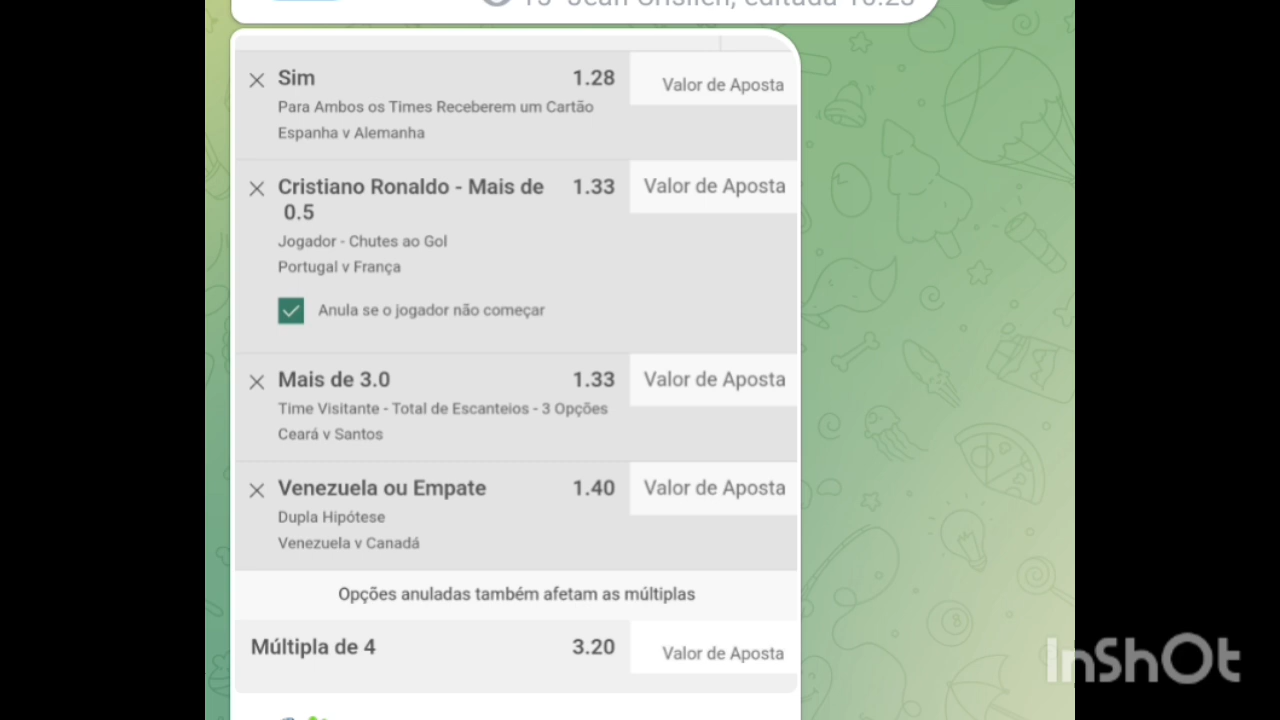 Sim 1.28 Valor de Aposta
Para Ambos os Times Receberem um Cartão
Espanha v Alemanha
Cristiano Ronaldo - Mais de 1.33 Valor de Aposta
0.5
Jogador - Chutes ao Gol
Portugal v França
Anula se o jogador não começar
Mais de 3.0 1.33 Valor de Aposta
Time Visitante - Total de Escanteios - 3 Opções
Ceará v Santos
Venezuela ou Empate 1.40 Valor de Aposta
Dupla Hipótese
Venezuela v Canadá
Opções anuladas também afetam as múltiplas
Múltipla de 4 3.20 Valor de Aposta
InShOt